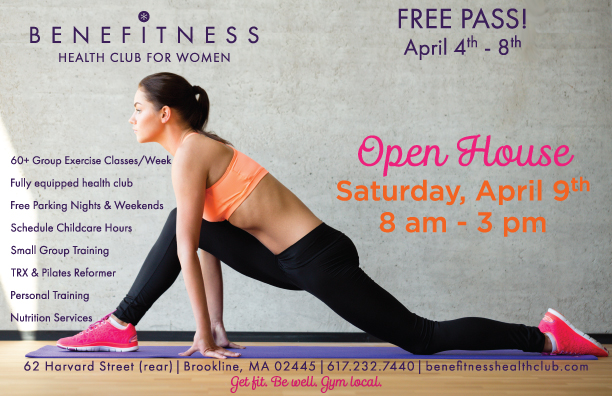 BENEFITNESS
HEALTH CLUB FOR WOMEN
FREE PASS!
April 4th - 8th
Open House
Saturday, April 9th
8 am - 3 pm
60+ Group Exercise Classes/Week
Fully equipped health club
Free Parking Nights & Weekends
Schedule Childcare Hours
Small Group Training
TRX & Pilates Reformer
Personal Training
Nutrition Services
62 Harvard Street (rear) | Brookline, MA 02445 | 617.232.7440 | benefitnesshealthclub.com
Get fit. Be well. Gym local.